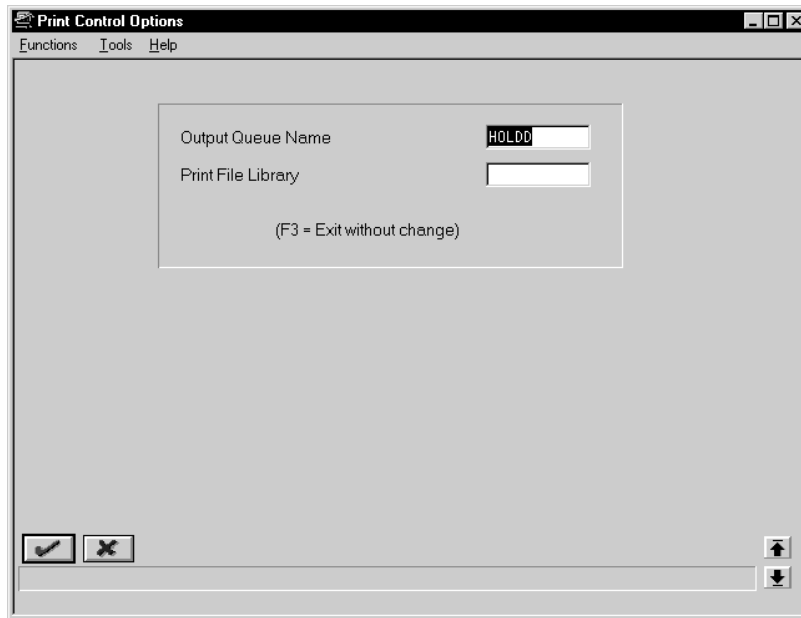 Print Control Options
Functions Tools Help
Output Queue Name HOLDD
Print File Library
(F3 = Exit without change)